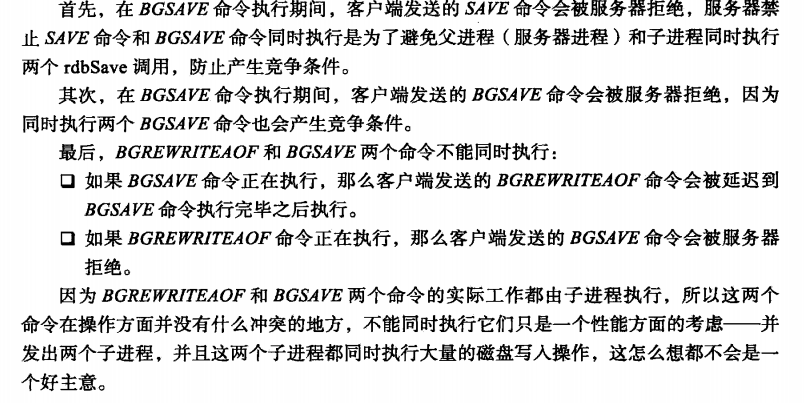 首先，在 BGSAVE 命令执行期间，客户端发送的 SAVE 命令会被服务器拒绝，服务器禁
止 SAVE 命令和 BGSAVE 命令同时执行是为了避免父进程（服务器进程）和子进程同时执行
两个 rdbSave 调用，防止产生竞争条件。
其次，在 BGSAVE 命令执行期间，客户端发送的 BGSAVE 命令会被服务器拒绝，因为
同时执行两个 BGSAVE 命令也会产生竞争条件。
最后，BGREWRITEAOF 和 BGSAVE 两个命令不能同时执行：
❑ 如果 BGSAVE 命令正在执行，那么客户端发送的 BGREWRITEAOF 命令会被延迟到
BGSAVE 命令执行完毕之后执行。
❑ 如果 BGREWRITEAOF 命令正在执行，那么客户端发送的 BGSAVE 命令会被服务器
拒绝。
因为 BGREWRITEAOF 和 BGSAVE 两个命令的实际工作都由子进程执行，所以这两个
命令在操作方面并没有什么冲突的地方，不能同时执行它们只是一个性能方面的考虑——并
发出两个子进程，并且这两个子进程都同时执行大量的磁盘写入操作，这怎么想都不会是一
个好主意。